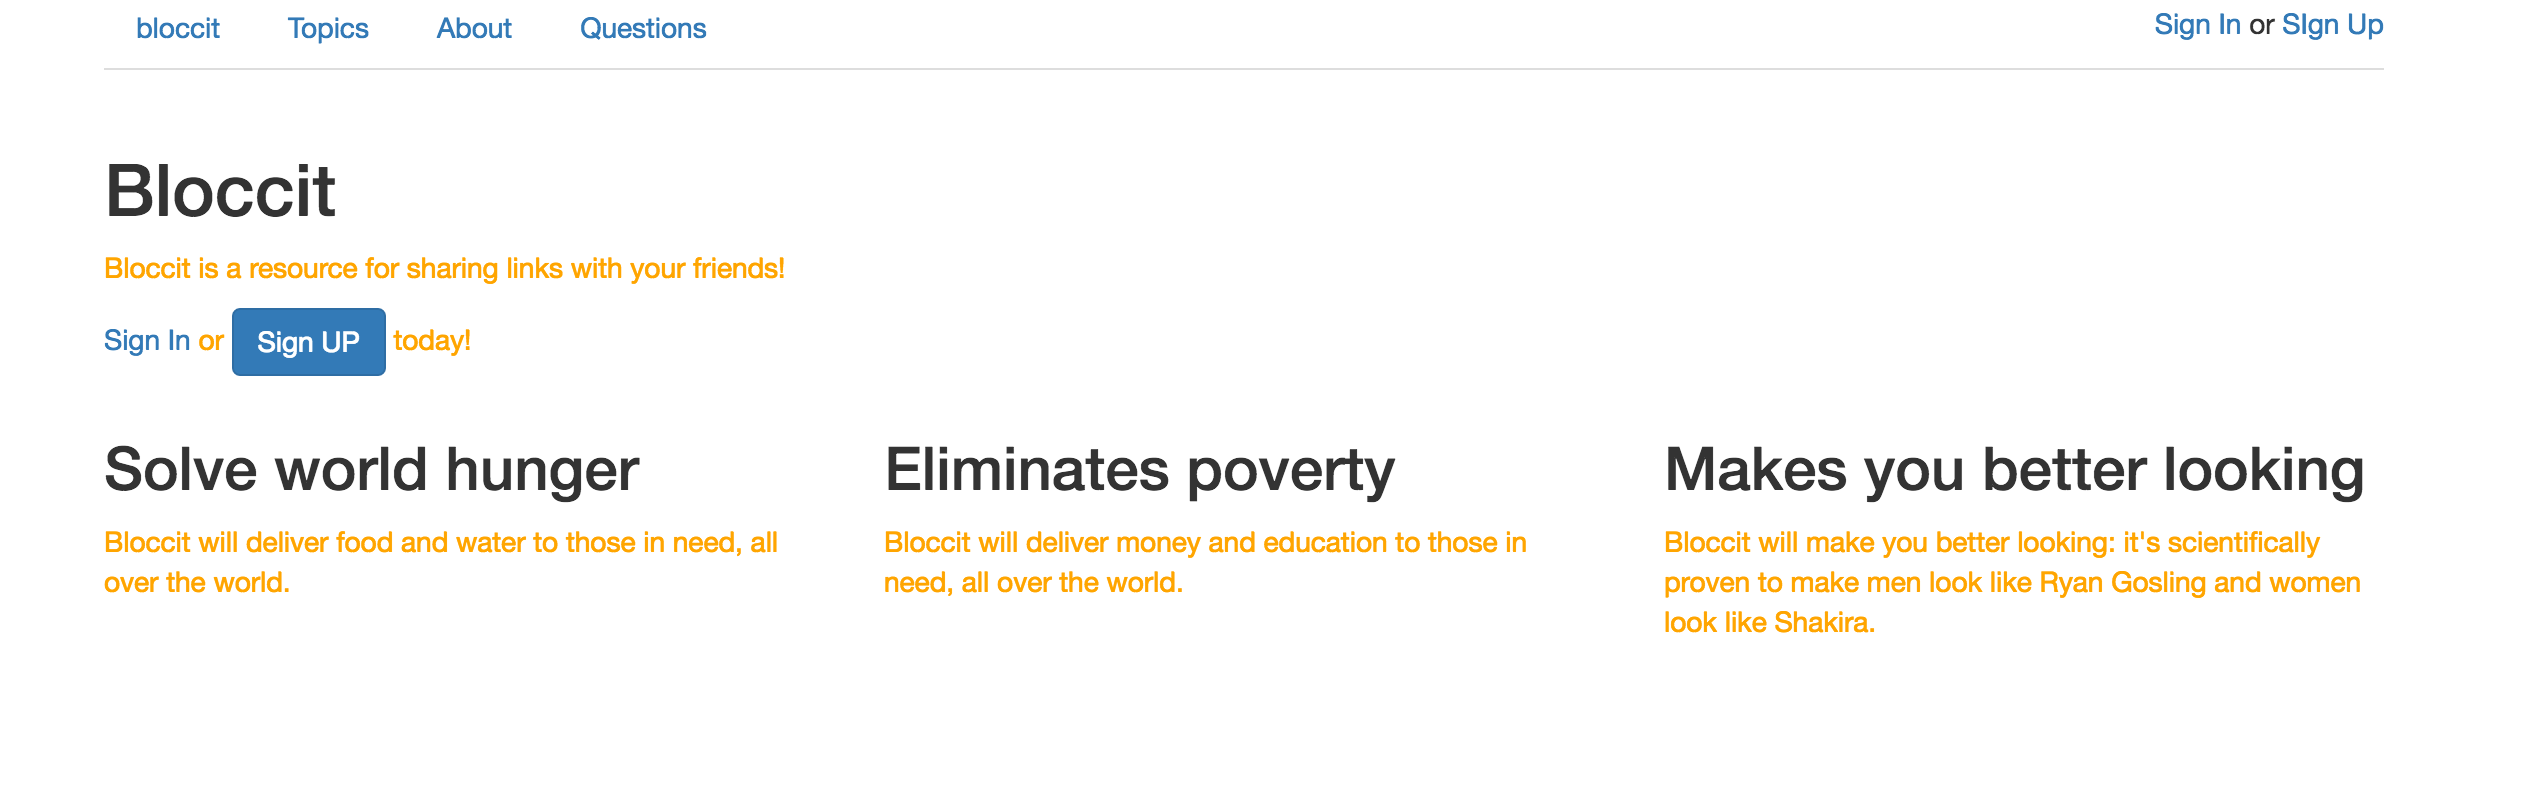 bloccit Topics About Questions Sign In or SIgn Up
Bloccit
Bloccit is a resource for sharing links with your friends!
Sign In or Sign UP today!
Solve world hunger
Bloccit will deliver food and water to those in need, all
over the world.
Eliminates poverty
Bloccit will deliver money and education to those in
need, all over the world.
Makes you better looking
Bloccit will make you better looking: it's scientifically
proven to make men look like Ryan Gosling and women
look like Shakira.